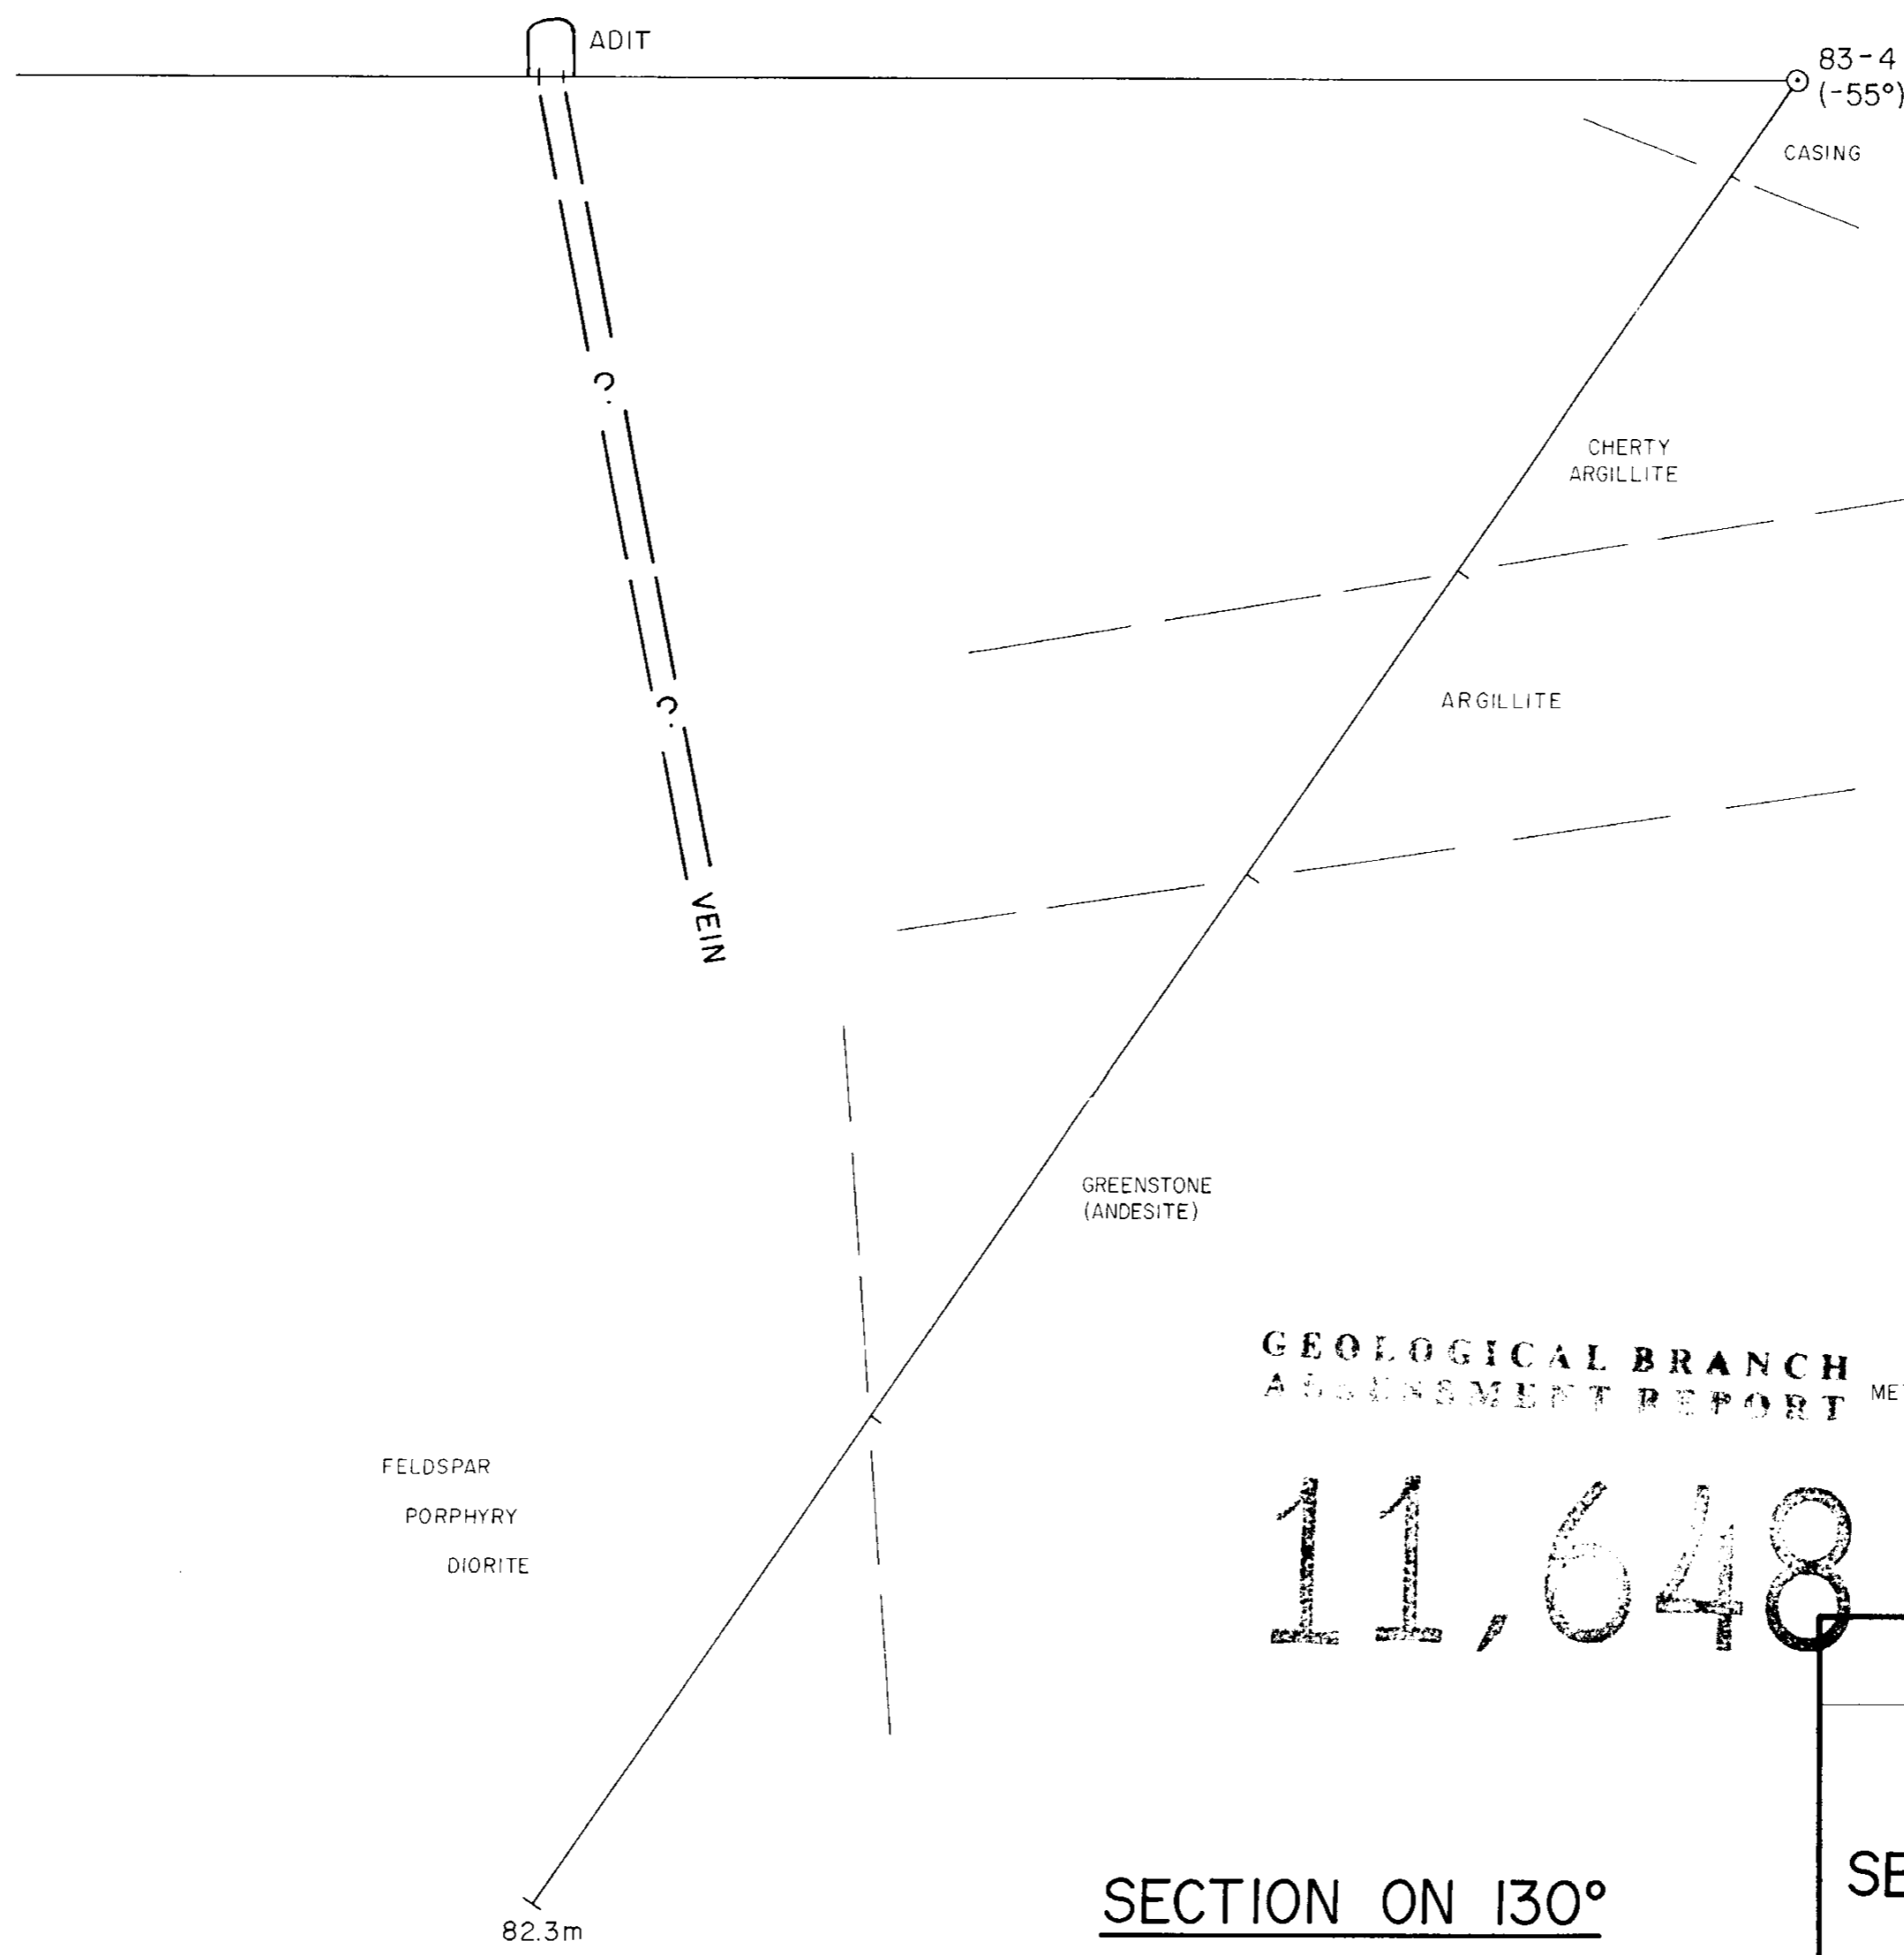 ADIT
83-4
(-55°)
CASING
CHERTY
ARGILLITE
ARGILLITE
?
?
VEIN
GREENSTONE
(ANDESITE)
GEOLOGICAL BRANCH
ASSESSMENT REPORT
11,648
FELDSPAR
PORPHYRY
DIORITE
82.3m
SECTION ON 130°